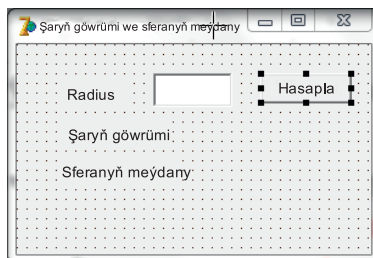 Şaryň göwrümi we sferanyň meýdany
Radius
Hasapla
Şaryň göwrümi
Sferanyň meýdany